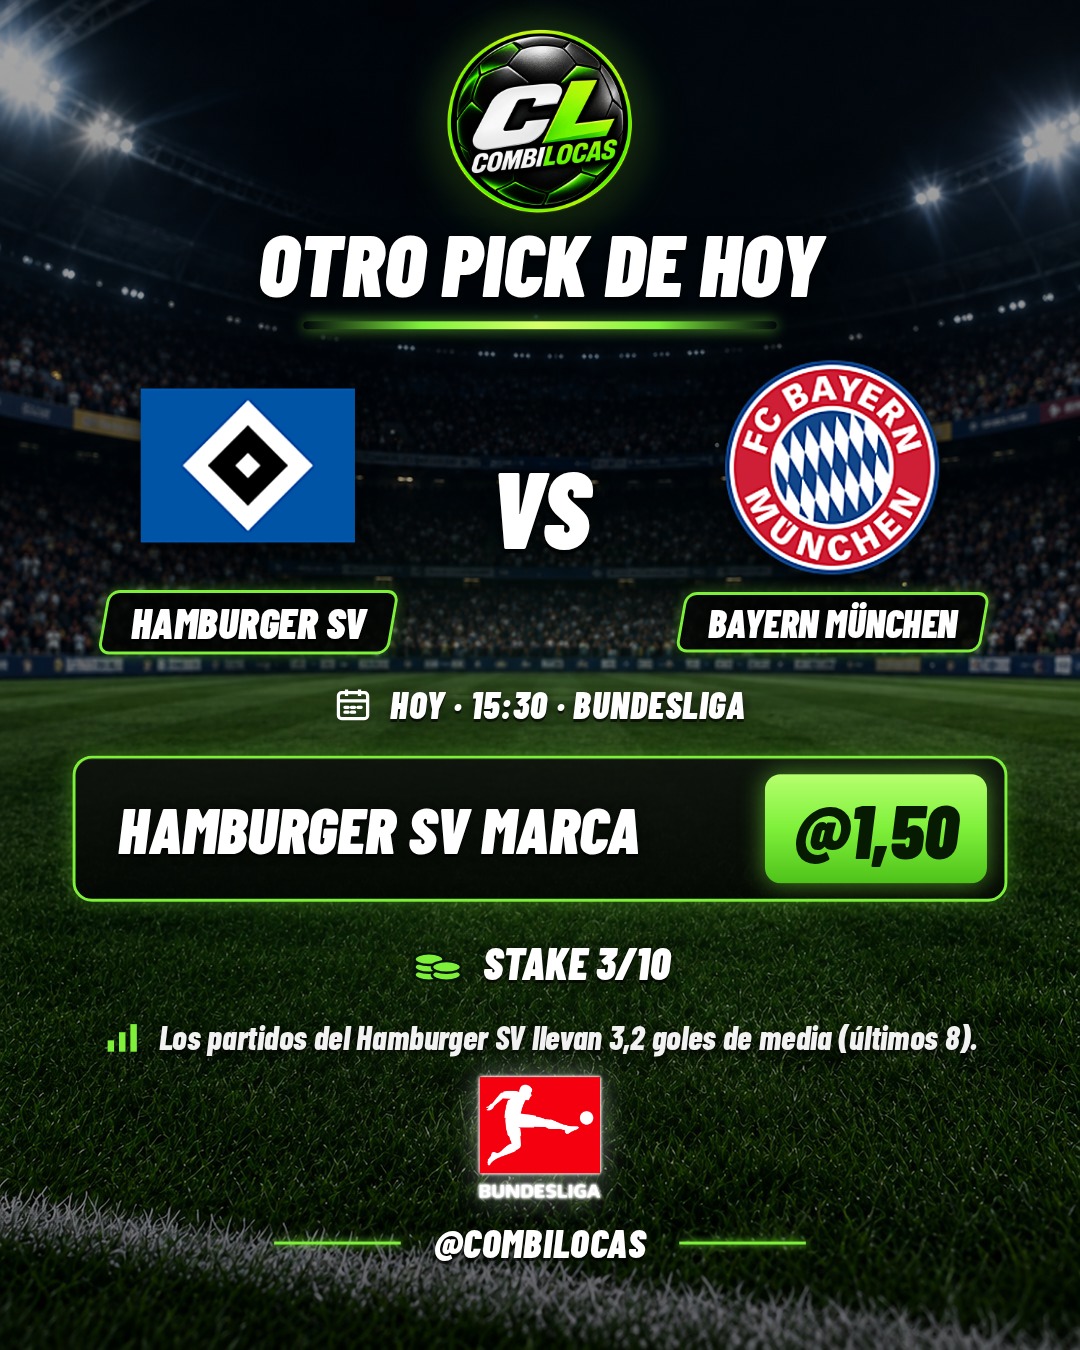 CL
COMBILOCAS
OTRO PICK DE HOY
FC BAYERN
MÜNCHEN
VS
HAMBURGER SV
BAYERN MÜNCHEN
HOY · 15:30 · BUNDESLIGA
HAMBURGER SV MARCA
@1,50
STAKE 3/10
Los partidos del Hamburger SV llevan 3,2 goles de media (últimos 8).
BUNDESLIGA
@COMBILOCAS